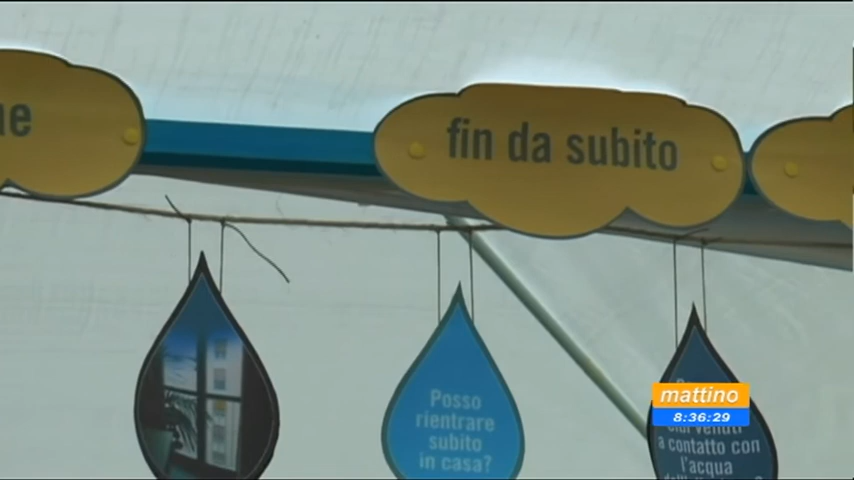 ne
fin da subito
Posso
rientrare
subito
in casa?
venuti
a contatto con
l'acqua
mattino
8:36:29